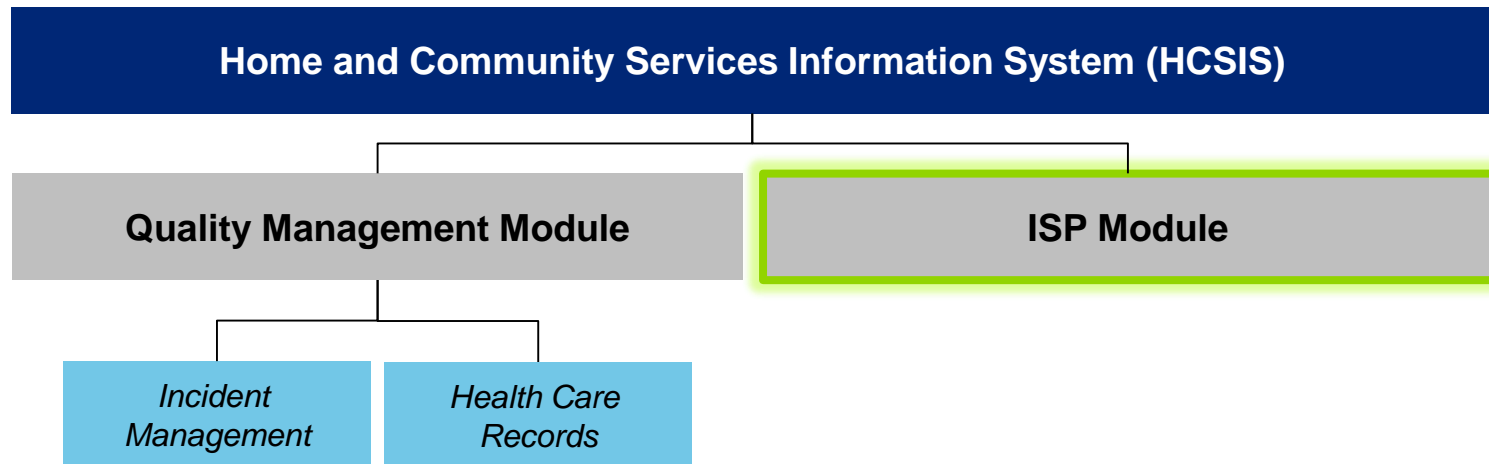 Home and Community Services Information System (HCSIS)
Quality Management Module
ISP Module
Incident
Management
Health Care
Records